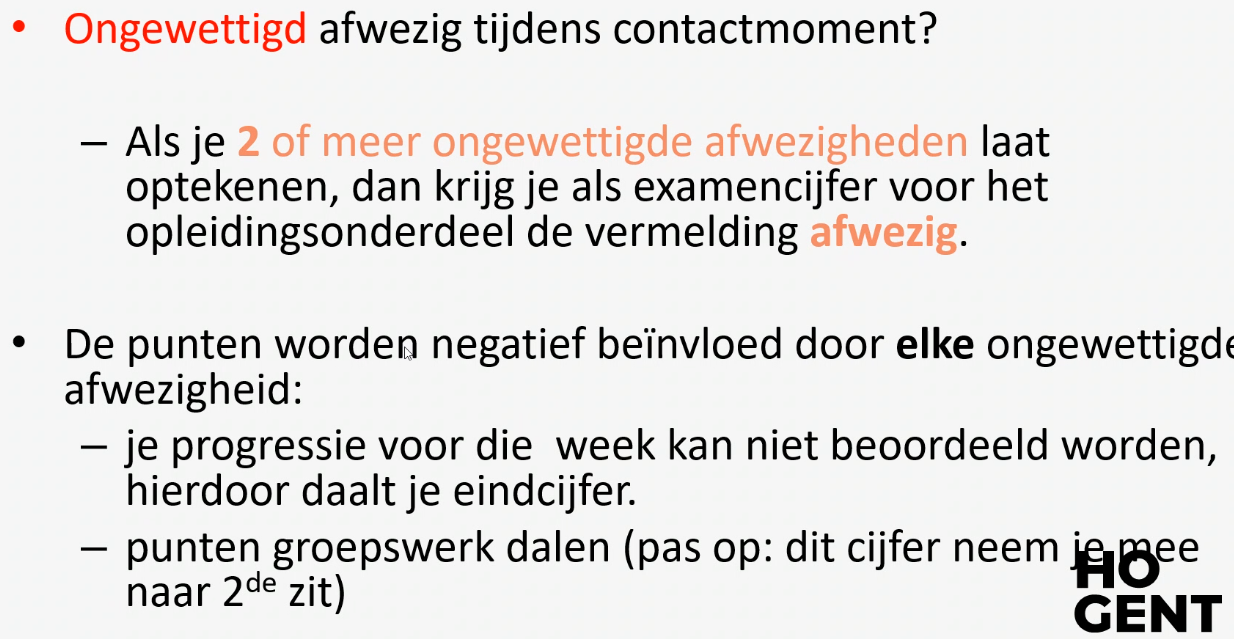 • Ongewettigd afwezig tijdens contactmoment?
– Als je 2 of meer ongewettigde afwezigheden laat
optekenen, dan krijg je als examencijfer voor het
opleidingsonderdeel de vermelding afwezig.
• De punten worden negatief beïnvloed door elke ongewettigde
afwezigheid:
– je progressie voor die  week kan niet beoordeeld worden,
hierdoor daalt je eindcijfer.
– punten groepswerk dalen (pas op: dit cijfer neem je mee
naar 2de zit)
HO
GENT